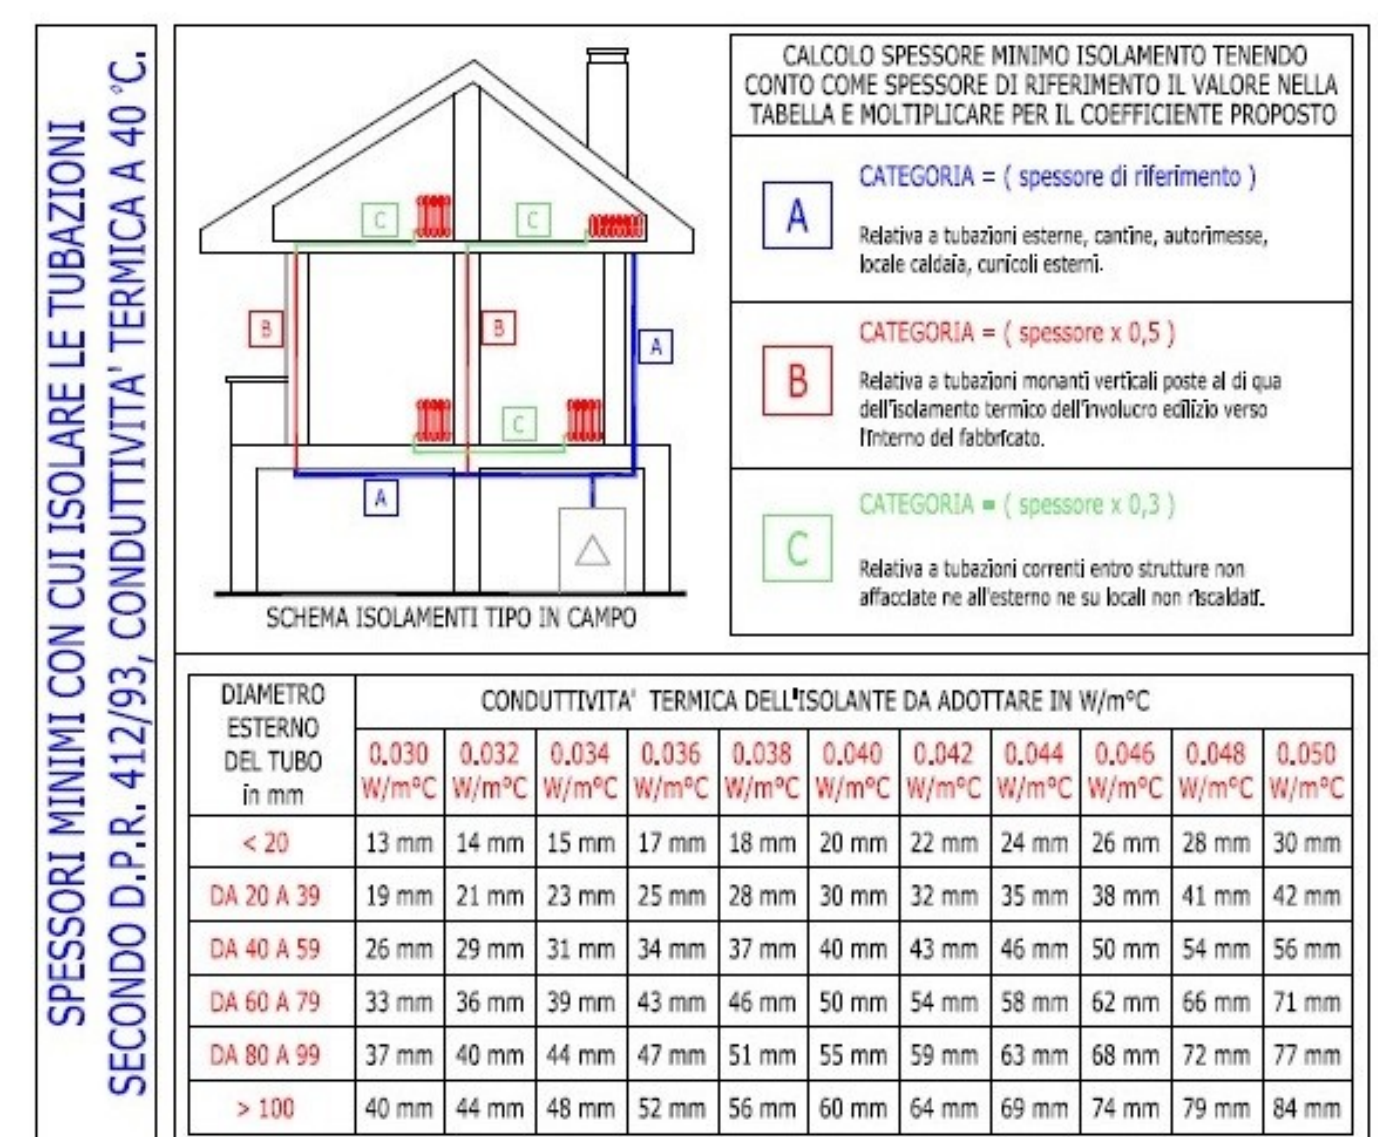 SPESSORI MINIMI CON CUI ISOLARE LE TUBAZIONI
SECONDO D.P.R. 412/93, CONDUTTIVITA' TERMICA A 40°C.
C
C
B
B
A
C
A
SCHEMA ISOLAMENTI TIPO IN CAMPO
CALCOLO SPESSORE MINIMO ISOLAMENTO TENENDO
CONTO COME SPESSORE DI RIFERIMENTO IL VALORE NELLA
TABELLA E MOLTIPLICARE PER IL COEFFICIENTE PROPOSTO
A
CATEGORIA = ( spessore di riferimento )
Relativa a tubazioni esterne, cantine, autorimesse,
locale caldaia, cunicoli esterni.
B
CATEGORIA = ( spessore x 0,5 )
Relativa a tubazioni monanti verticali poste al di qua
dell'isolamento termico dell'involucro edilizio verso
l'interno del fabbricato.
C
CATEGORIA = ( spessore x 0,3 )
Relativa a tubazioni correnti entro strutture non
affacciate ne all'esterno ne su locali non riscaldati.
DIAMETRO
ESTERNO
DEL TUBO
in mm
CONDUTTIVITA' TERMICA DELL'ISOLANTE DA ADOTTARE IN W/m°C
0.030 0.032 0.034 0.036 0.038 0.040 0.042 0.044 0.046 0.048 0.050
W/m°C W/m°C W/m°C W/m°C W/m°C W/m°C W/m°C W/m°C W/m°C W/m°C W/m°C
< 20 13 mm 14 mm 15 mm 17 mm 18 mm 20 mm 22 mm 24 mm 26 mm 28 mm 30 mm
DA 20 A 39 19 mm 21 mm 23 mm 25 mm 28 mm 30 mm 32 mm 35 mm 38 mm 41 mm 42 mm
DA 40 A 59 26 mm 29 mm 31 mm 34 mm 37 mm 40 mm 43 mm 46 mm 50 mm 54 mm 56 mm
DA 60 A 79 33 mm 36 mm 39 mm 43 mm 46 mm 50 mm 54 mm 58 mm 62 mm 66 mm 71 mm
DA 80 A 99 37 mm 40 mm 44 mm 47 mm 51 mm 55 mm 59 mm 63 mm 68 mm 72 mm 77 mm
> 100 40 mm 44 mm 48 mm 52 mm 56 mm 60 mm 64 mm 69 mm 74 mm 79 mm 84 mm